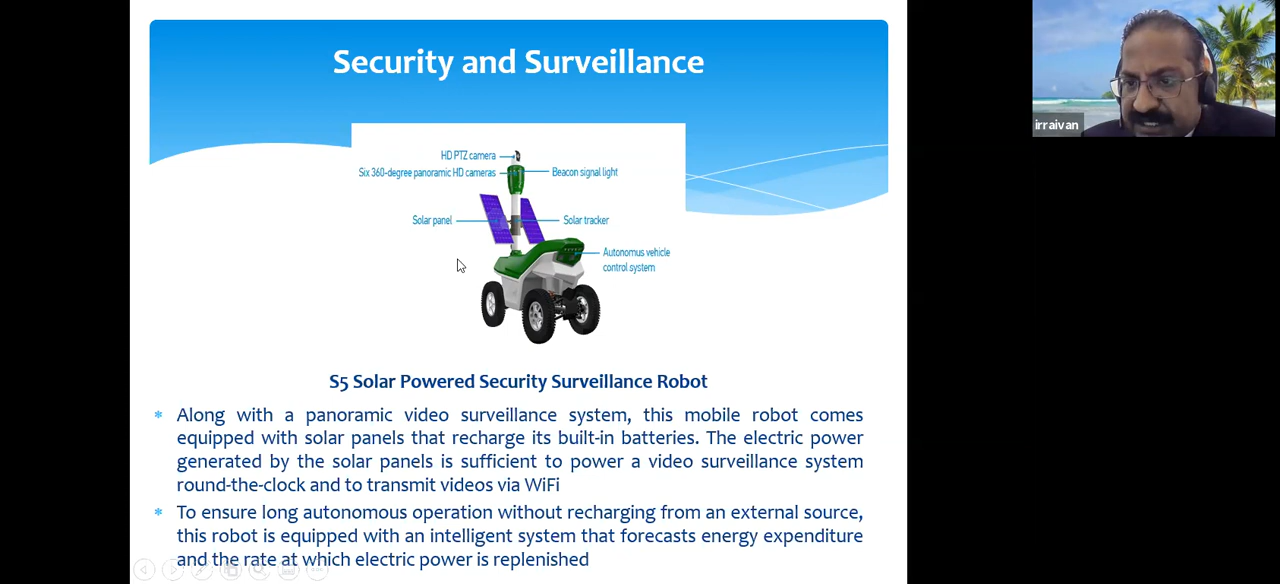 Security and Surveillance
irraivan
HD PTZ camera
Six 360-degree panoramic HD cameras
Beacon signal light
Solar panel
Solar tracker
Autonomus vehicle
control system
S5 Solar Powered Security Surveillance Robot
* Along with a panoramic video surveillance system, this mobile robot comes
equipped with solar panels that recharge its built-in batteries. The electric power
generated by the solar panels is sufficient to power a video surveillance system
round-the-clock and to transmit videos via WiFi
* To ensure long autonomous operation without recharging from an external source,
this robot is equipped with an intelligent system that forecasts energy expenditure
and the rate at which electric power is replenished